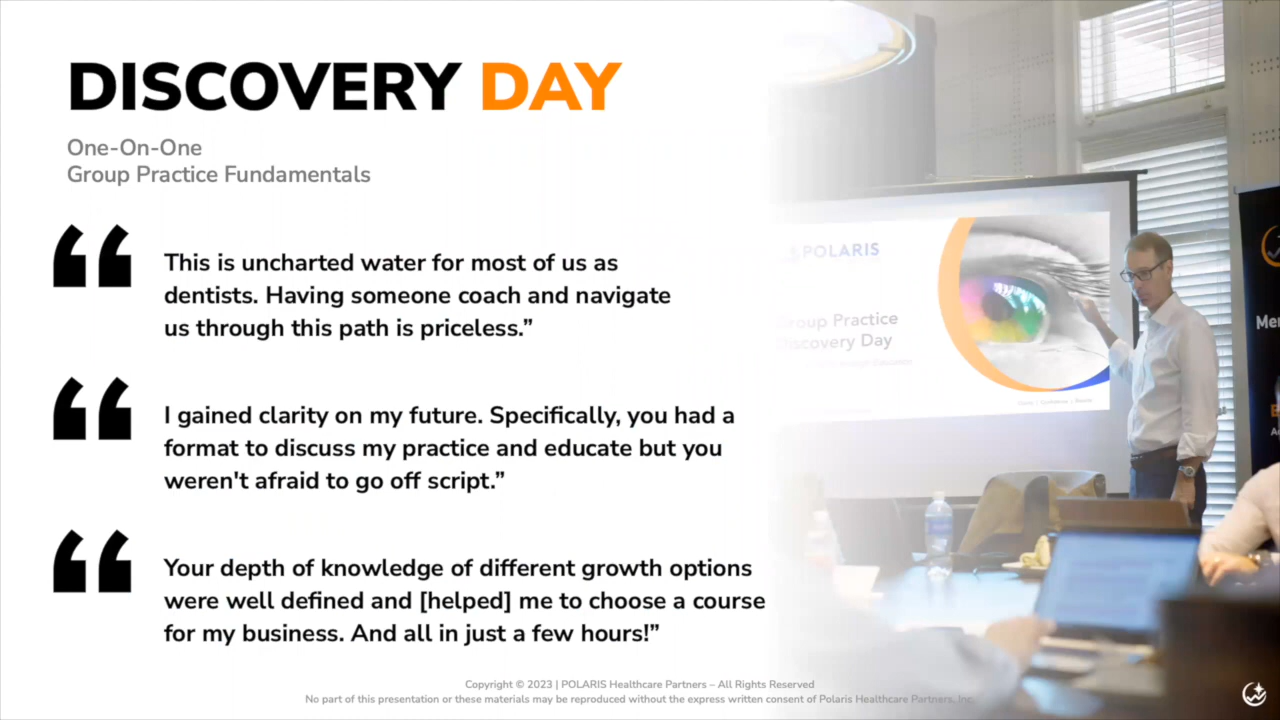 DISCOVERY DAY
One-On-One
Group Practice Fundamentals
“
This is uncharted water for most of us as
dentists. Having someone coach and navigate
us through this path is priceless.”
“
I gained clarity on my future. Specifically, you had a
format to discuss my practice and educate but you
weren't afraid to go off script.”
“
Your depth of knowledge of different growth options
were well defined and [helped] me to choose a course
for my business. And all in just a few hours!”
POLARIS
Group Practice
Discovery Day
Copyright © 2023 | POLARIS Healthcare Partners – All Rights Reserved
No part of this presentation or these materials may be reproduced without the express written consent of Polaris Healthcare Partners, Inc.